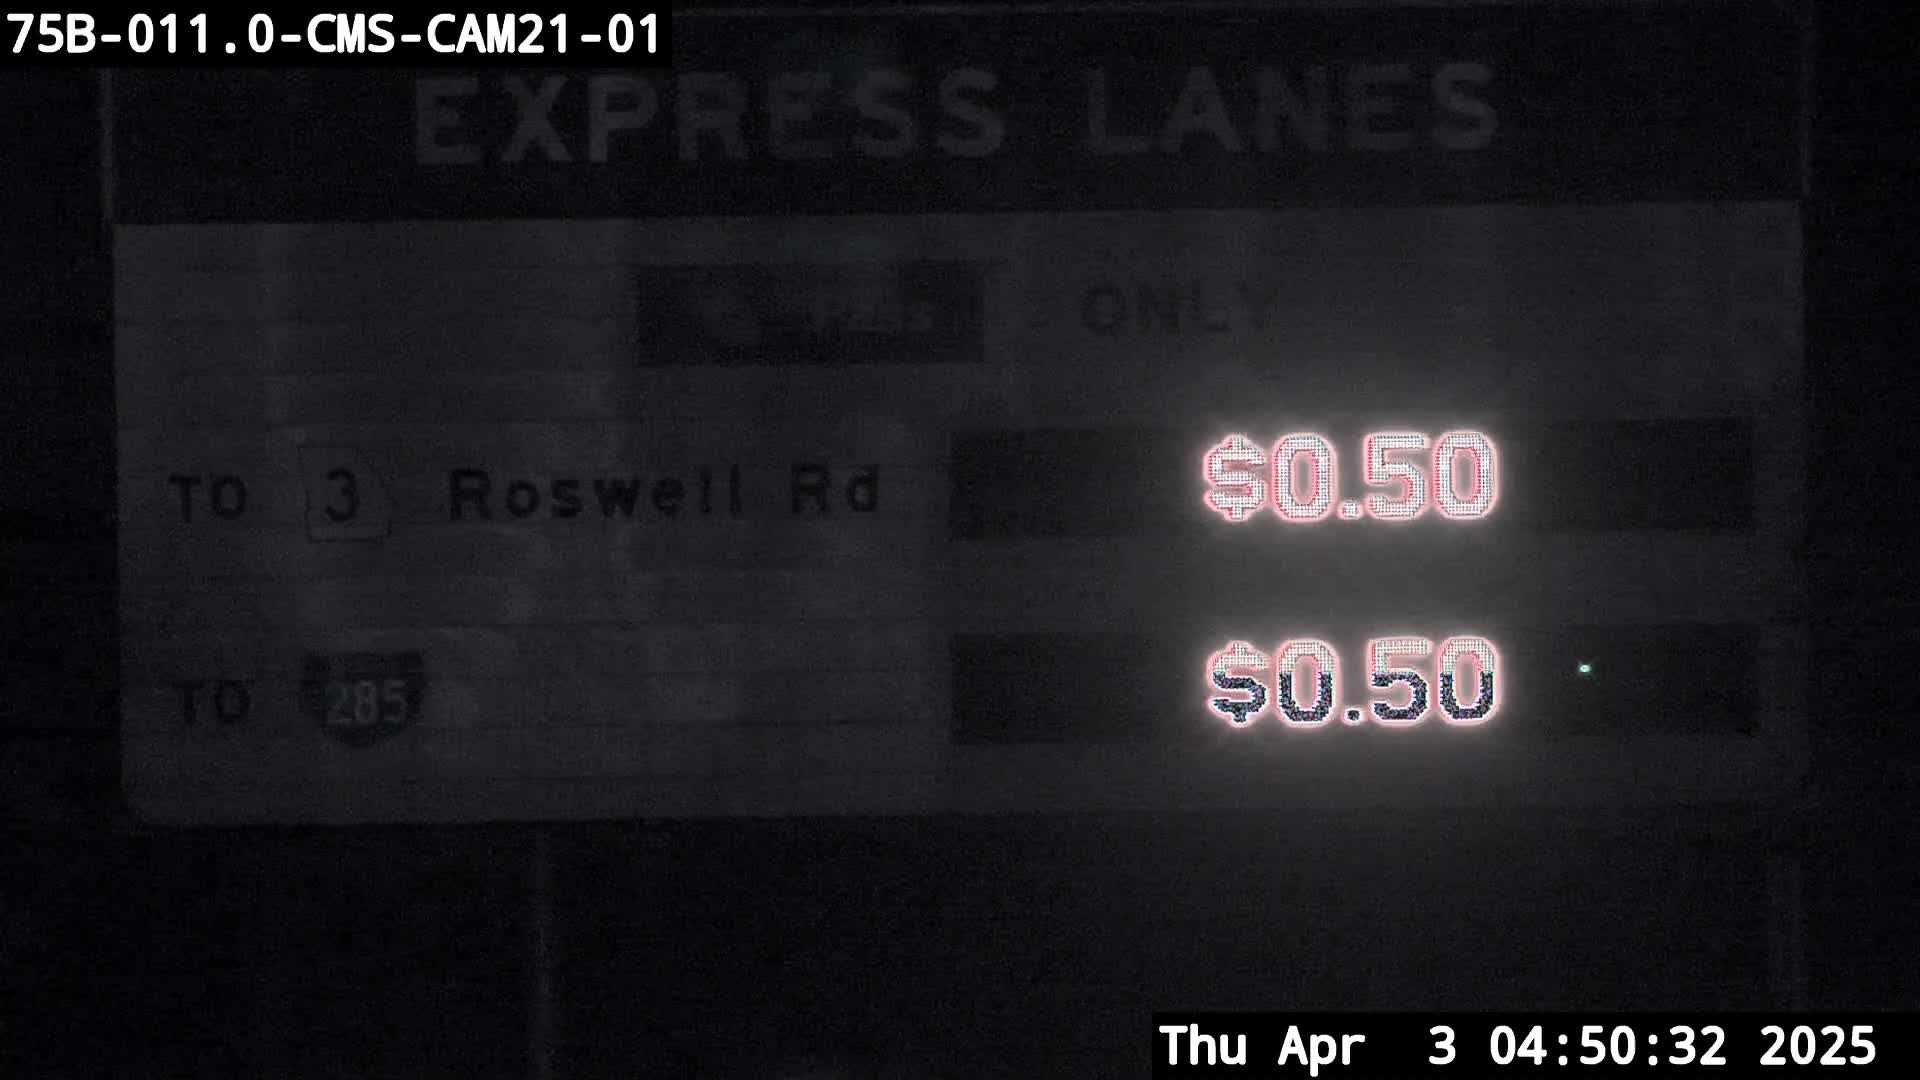 75B-011.0-CMS-CAM21-01
EXPRESS LANES
ONLY
TO 3 Roswell Rd $0.50
TO 285 $0.50
Thu Apr 3 04:50:32 2025